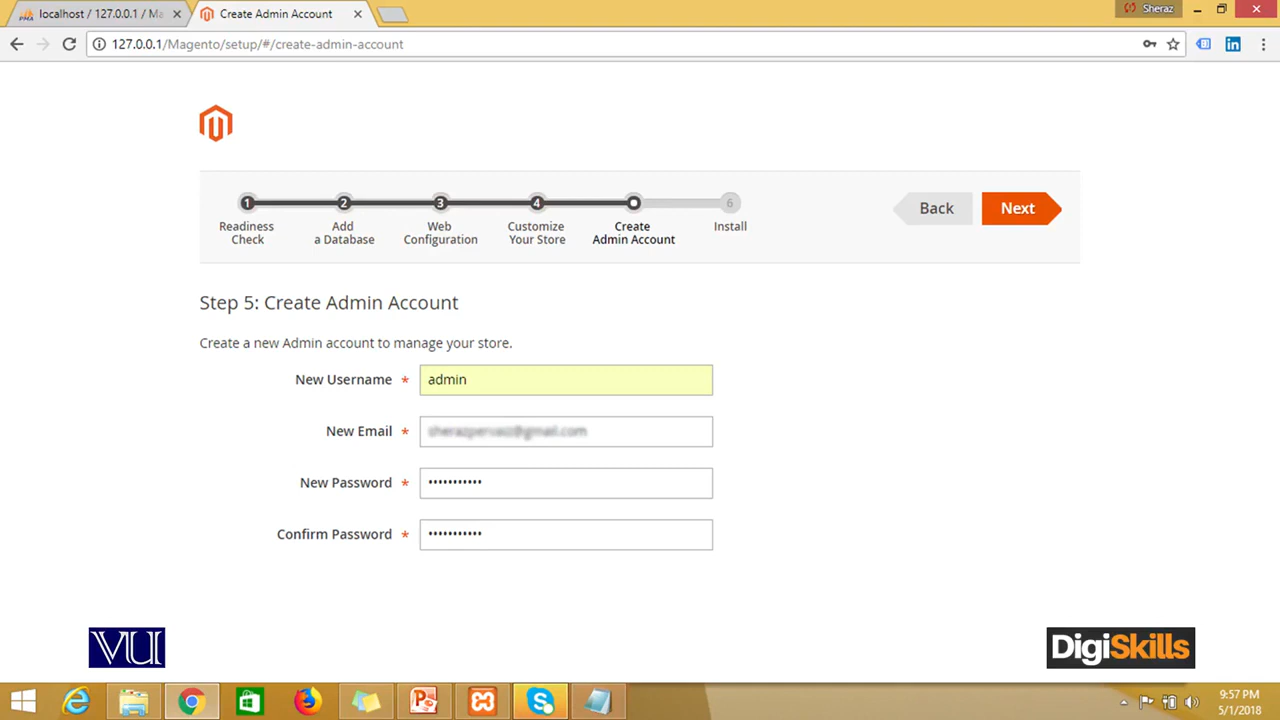 localhost / 127.0.0.1 / Ma
Create Admin Account
Sheraz
127.0.0.1/Magento/setup/#/create-admin-account
1
2
3
4
6
Readiness
Check
Add
a Database
Web
Configuration
Customize
Your Store
Create
Admin Account
Install
Back
Next
Step 5: Create Admin Account
Create a new Admin account to manage your store.
New Username *
admin
New Email *
New Password *
•••••••••••
Confirm Password *
•••••••••••
VU
DigiSkills
9:57 PM
5/1/2018